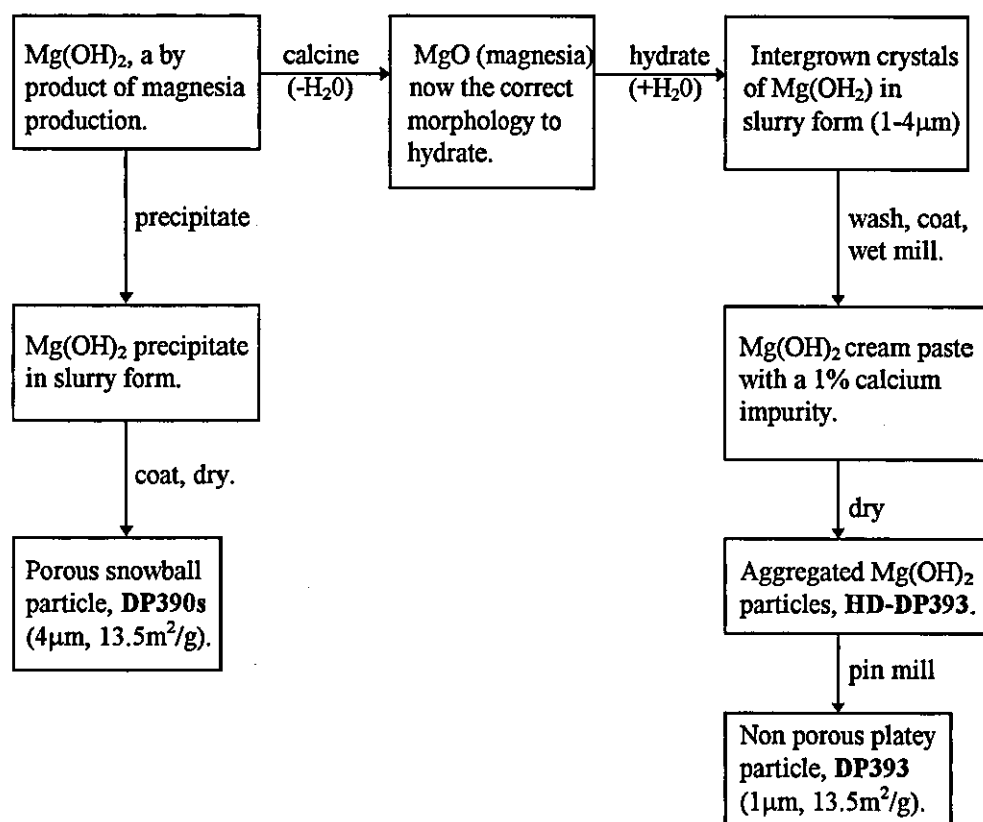 Mg(OH)₂, a by
product of magnesia
production.
calcine
(-H₂0)
MgO (magnesia)
now the correct
morphology to
hydrate.
hydrate
(+H₂0)
Intergrown crystals
of Mg(OH₂) in
slurry form (1-4μm)
precipitate
wash, coat,
wet mill.
Mg(OH)₂ precipitate
in slurry form.
Mg(OH)₂ cream paste
with a 1% calcium
impurity.
coat, dry.
dry
Porous snowball
particle, DP390s
(4μm, 13.5m²/g).
Aggregated Mg(OH)₂
particles, HD-DP393.
pin mill
Non porous platey
particle, DP393
(1μm, 13.5m²/g).